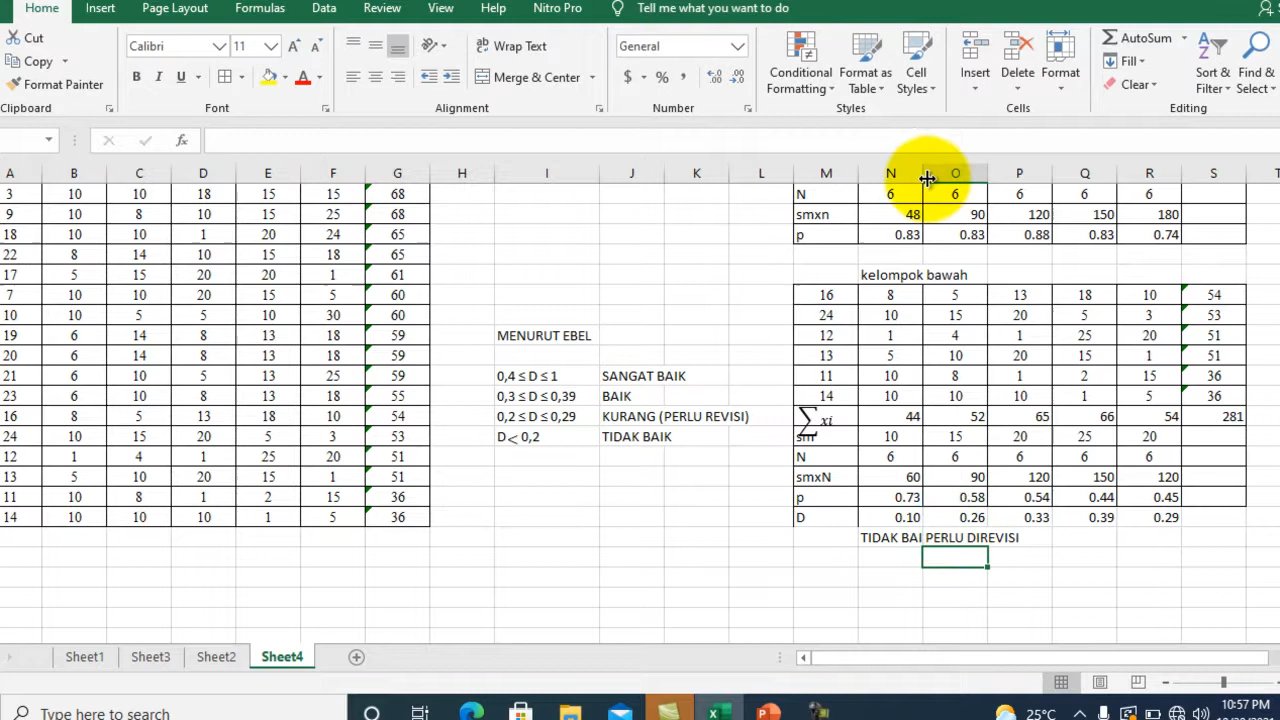 Home Insert Page Layout Formulas Data Review View Help Nitro Pro Tell me what you want to do
Cut
Copy
Format Painter
Clipboard
Calibri 11
B I U
Font
Wrap Text
Merge & Center
Alignment
General
$ % ,
Number
Conditional Formatting
Format as Table
Cell Styles
Styles
Insert
Delete
Format
Cells
AutoSum
Fill
Clear
Sort & Filter
Find & Select
Editing
fx
A B C D E F G H I J K L M N O P Q R S
3 10 10 18 15 15 68 N 6 6 6 6 6
9 10 8 10 15 25 68 smxn 48 90 120 150 180
18 10 10 1 20 24 65 p 0.83 0.83 0.88 0.83 0.74
22 8 14 10 15 18 65
17 5 15 20 20 1 61 kelompok bawah
7 10 10 20 15 5 60 16 8 5 13 18 10 54
10 10 5 5 10 30 60 24 10 15 20 5 3 53
19 6 14 8 13 18 59 MENURUT EBEL 12 1 4 1 25 20 51
20 6 14 8 13 18 59 13 5 10 20 15 1 51
21 6 10 5 13 25 59 0,4 ≤ D ≤ 1 SANGAT BAIK 11 10 8 1 2 15 36
23 6 10 8 13 18 55 0,3 ≤ D ≤ 0,39 BAIK 14 10 10 10 1 5 36
16 8 5 13 18 10 54 0,2 ≤ D ≤ 0,29 KURANG (PERLU REVISI) ∑ xi 44 52 65 66 54 281
24 10 15 20 5 3 53 D < 0,2 TIDAK BAIK sm 10 15 20 25 20
12 1 4 1 25 20 51 N 6 6 6 6 6
13 5 10 20 15 1 51 smxN 60 90 120 150 120
11 10 8 1 2 15 36 p 0.73 0.58 0.54 0.44 0.45
14 10 10 10 1 5 36 D 0.10 0.26 0.33 0.39 0.29
TIDAK BAI PERLU DIREVISI
Sheet1 Sheet3 Sheet2 Sheet4
Type here to search
25°C
10:57 PM